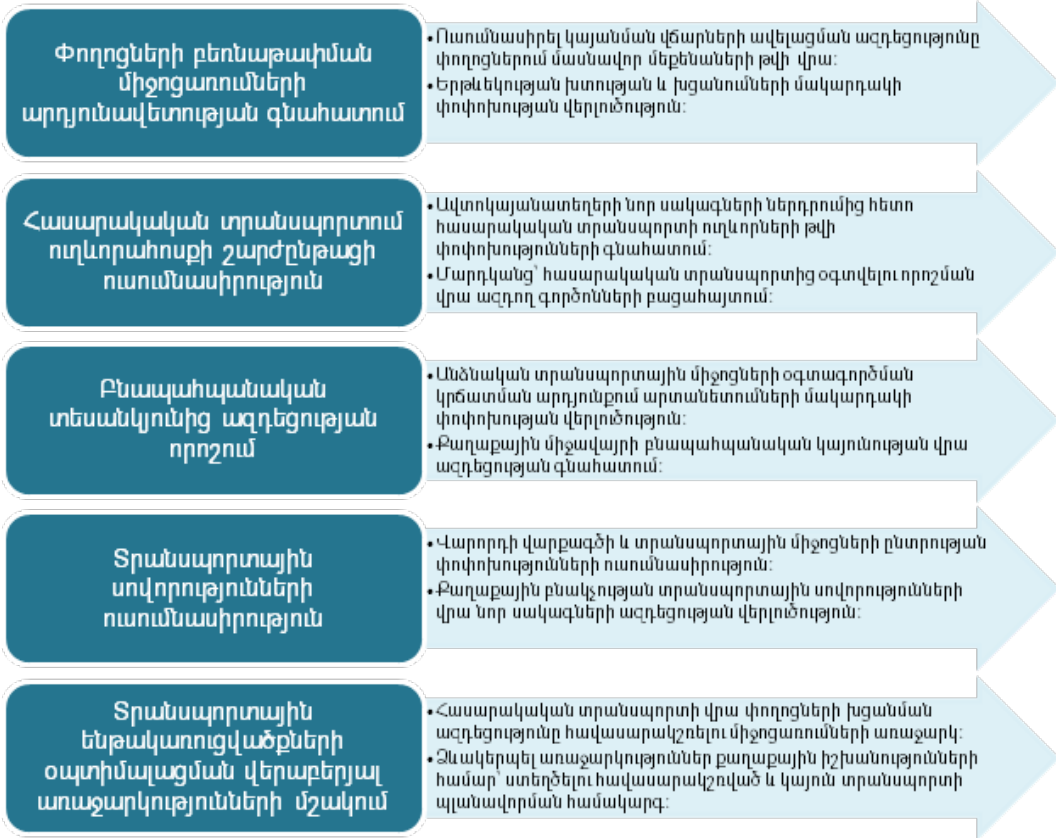 Փողոցների բեռնաթափման
միջոցառումների
արդյունավետության գնահատում
• Ուսումնասիրել կայանման վճարների ավելացման ազդեցությունը
փողոցներում մասնավոր մեքենաների թվի վրա։
• Երթևեկության խտության և խցանումների մակարդակի
փոփոխության վերլուծություն։
Հասարակական տրանսպորտում
ուղևորահոսքի շարժընթացի
ուսումնասիրություն
• Ավտոկայանատեղերի նոր սակագների ներդրումից հետո
հասարակական տրանսպորտի ուղևորների թվի
փոփոխությունների գնահատում։
• Մարդկանց՝ հասարակական տրանսպորտից օգտվելու որոշման
վրա ազդող գործոնների բացահայտում։
Բնապահպանական
տեսանկյունից ազդեցության
որոշում
• Անձնական տրանսպորտային միջոցների օգտագործման
կրճատման արդյունքում արտանետումների մակարդակի
փոփոխության վերլուծություն։
• Քաղաքային միջավայրի բնապահպանական կայունության վրա
ազդեցության գնահատում։
Տրանսպորտային
սովորությունների
ուսումնասիրություն
• Վարորդի վարքագծի և տրանսպորտային միջոցների ընտրության
փոփոխությունների ուսումնասիրություն։
• Քաղաքային բնակչության տրանսպորտային սովորությունների
վրա նոր սակագների ազդեցության վերլուծություն։
Տրանսպորտային
ենթակառուցվածքների
օպտիմալացման վերաբերյալ
առաջարկությունների մշակում
• Հասարակական տրանսպորտի վրա փողոցների խցանման
ազդեցությունը հավասարակշռելու միջոցառումների առաջարկ։
• Ձևակերպել առաջարկություններ քաղաքային իշխանությունների
համար՝ ստեղծելու հավասարակշռված և կայուն տրանսպորտի
պլանավորման համակարգ։